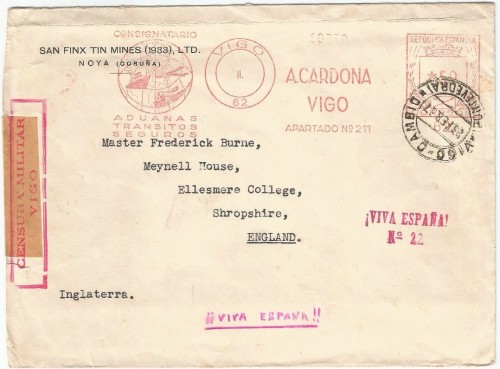 CONSIGNATARIO
SAN FINX TIN MINES (1933), LTD.
NOYA (CORUÑA)
ADUANAS
TRANSITOS
SEGUROS
VIGO
62
A.CARDONA
VIGO
APARTADO Nº 211
REPUBLICA ESPAÑOLA
VIGO-CAMBIO
(PONTEVEDRA)
Master Frederick Burne,
Meynell House,
Ellesmere College,
Shropshire,
ENGLAND.
CENSURA MILITAR
VIGO
¡VIVA ESPAÑA!
Nº 22
Inglaterra.
¡¡VIVA ESPAÑA!!